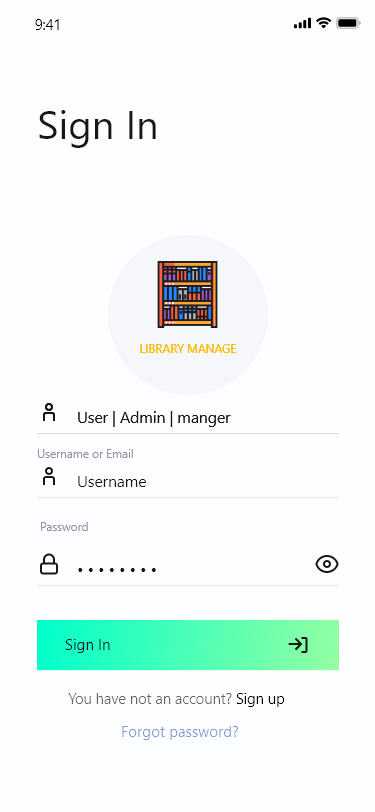 9:41
Sign In
LIBRARY MANAGE
User | Admin | manger
Username or Email
Username
Password
Sign In
You have not an account? Sign up
Forgot password?